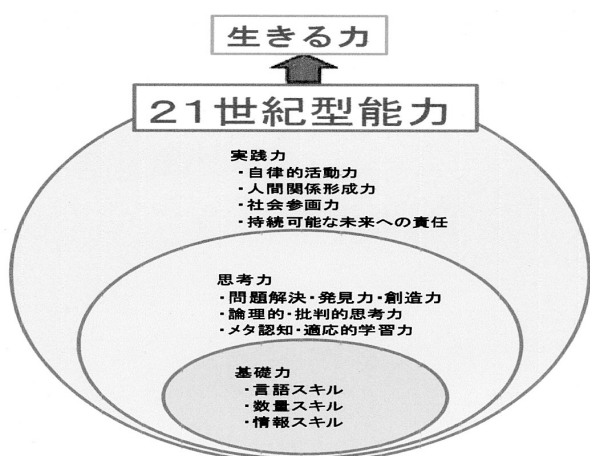 生きる力
21世紀型能力
実践力
・自律的活動力
・人間関係形成力
・社会参画力
・持続可能な未来への責任
思考力
・問題解決・発見力・創造力
・論理的・批判的思考力
・メタ認知・適応的学習力
基礎力
・言語スキル
・数量スキル
・情報スキル